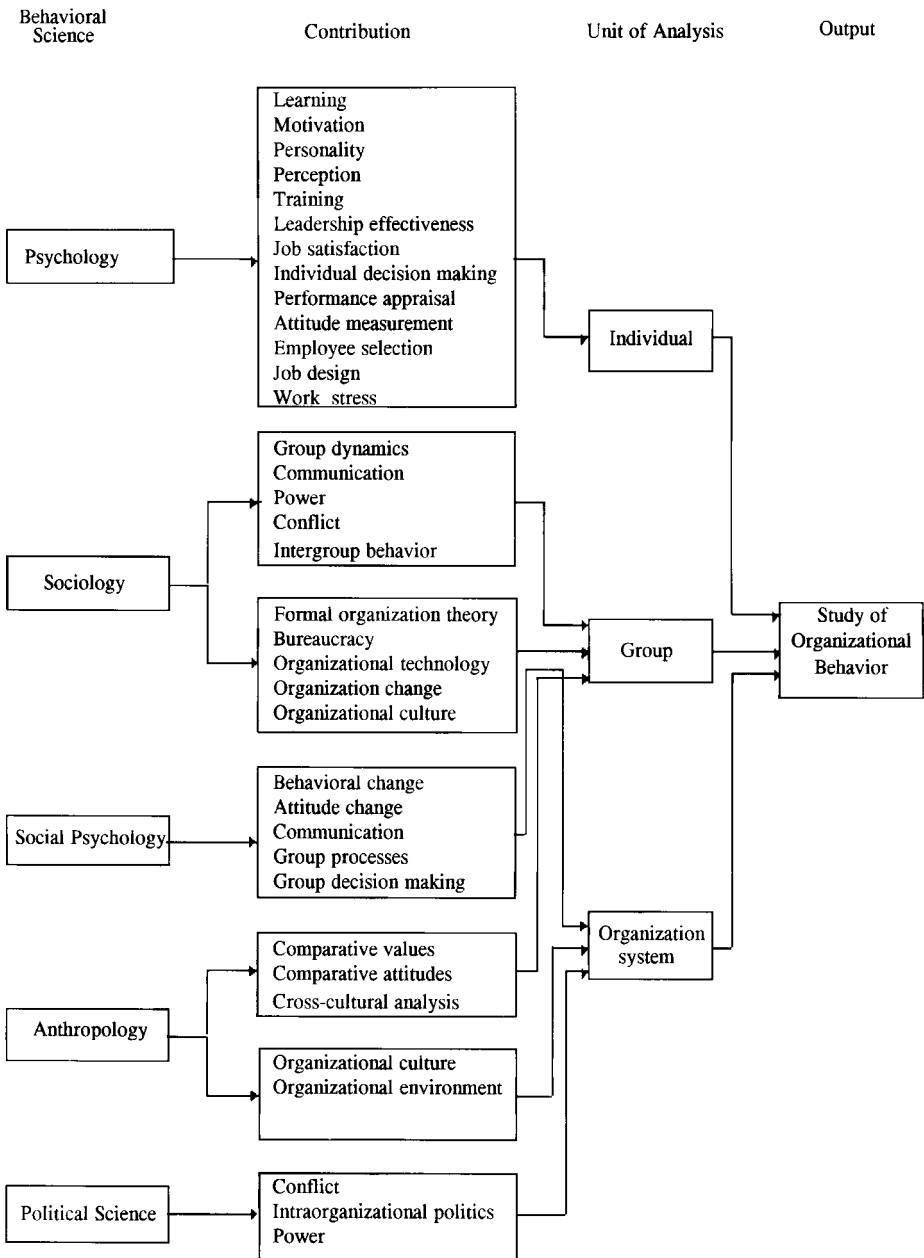 Behavioral
Science
Contribution
Unit of Analysis
Output
Learning
Motivation
Personality
Perception
Training
Leadership effectiveness
Job satisfaction
Individual decision making
Performance appraisal
Attitude measurement
Employee selection
Job design
Work stress
Psychology
Individual
Group dynamics
Communication
Power
Conflict
Intergroup behavior
Sociology
Formal organization theory
Bureaucracy
Organizational technology
Organization change
Organizational culture
Group
Study of
Organizational
Behavior
Behavioral change
Attitude change
Communication
Group processes
Group decision making
Social Psychology
Organization
system
Comparative values
Comparative attitudes
Cross-cultural analysis
Anthropology
Organizational culture
Organizational environment
Political Science
Conflict
Intraorganizational politics
Power